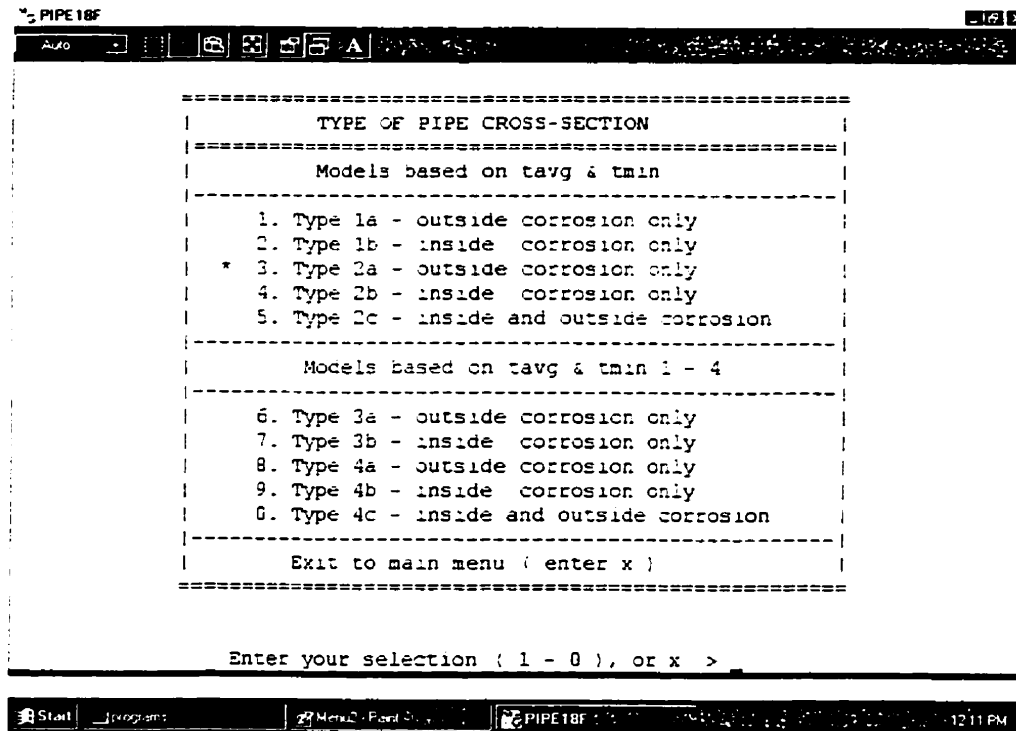 PIPE18F
Auto
A
TYPE OF PIPE CROSS-SECTION
Models based on tavg & tmin
1. Type 1a - outside corrosion only
2. Type 1b - inside corrosion only
* 3. Type 2a - outside corrosion only
4. Type 2b - inside corrosion only
5. Type 2c - inside and outside corrosion
Models based on tavg & tmin 1 - 4
6. Type 3a - outside corrosion only
7. Type 3b - inside corrosion only
8. Type 4a - outside corrosion only
9. Type 4b - inside corrosion only
0. Type 4c - inside and outside corrosion
Exit to main menu ( enter x )
Enter your selection ( 1 - 0 ), or x > _
Start programs Menu2 - Paint PIPE18F 12:11 PM